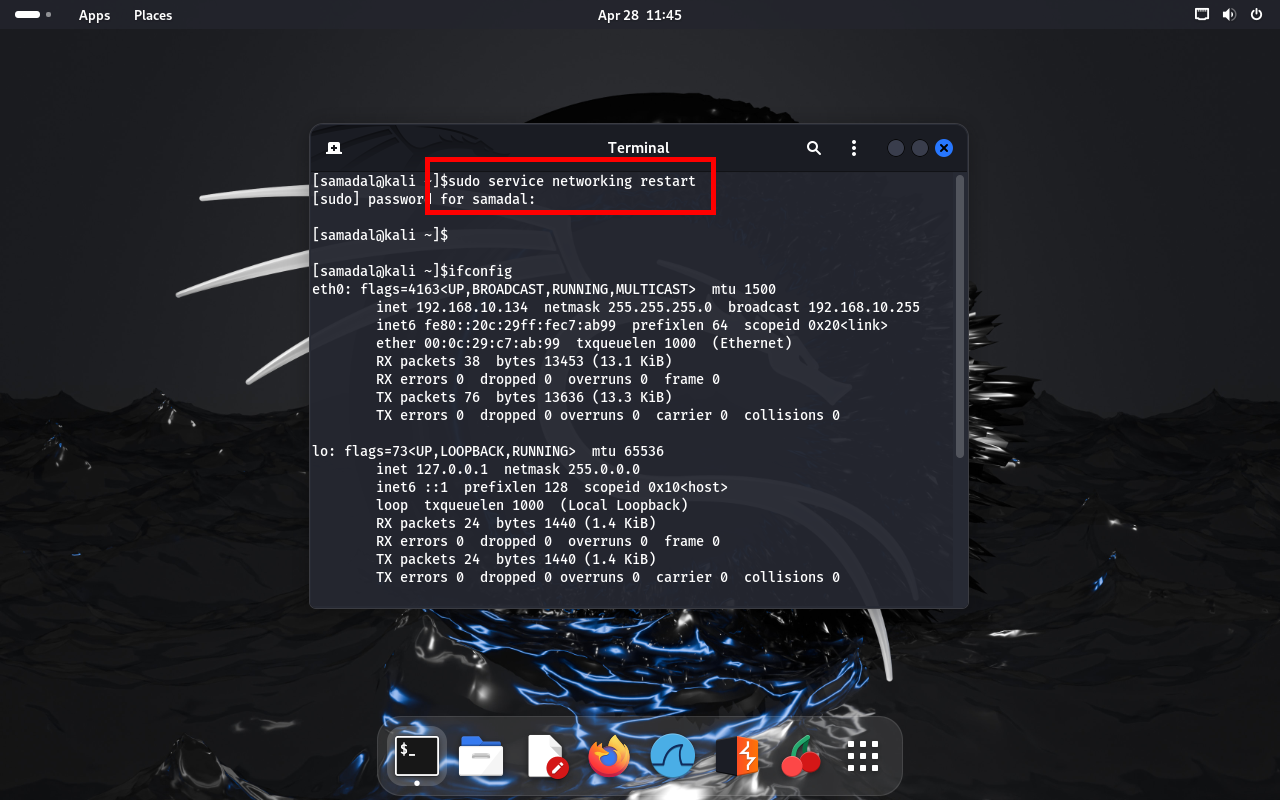 Apps Places Apr 28 11:45
Terminal
[samadal@kali ~]$sudo service networking restart
[sudo] password for samadal:
[samadal@kali ~]$
[samadal@kali ~]$ifconfig
eth0: flags=4163<UP,BROADCAST,RUNNING,MULTICAST>  mtu 1500
        inet 192.168.10.134  netmask 255.255.255.0  broadcast 192.168.10.255
        inet6 fe80::20c:29ff:fec7:ab99  prefixlen 64  scopeid 0x20<link>
        ether 00:0c:29:c7:ab:99  txqueuelen 1000  (Ethernet)
        RX packets 38  bytes 13453 (13.1 KiB)
        RX errors 0  dropped 0  overruns 0  frame 0
        TX packets 76  bytes 13636 (13.3 KiB)
        TX errors 0  dropped 0 overruns 0  carrier 0  collisions 0
lo: flags=73<UP,LOOPBACK,RUNNING>  mtu 65536
        inet 127.0.0.1  netmask 255.0.0.0
        inet6 ::1  prefixlen 128  scopeid 0x10<host>
        loop  txqueuelen 1000  (Local Loopback)
        RX packets 24  bytes 1440 (1.4 KiB)
        RX errors 0  dropped 0  overruns 0  frame 0
        TX packets 24  bytes 1440 (1.4 KiB)
        TX errors 0  dropped 0 overruns 0  carrier 0  collisions 0
$_